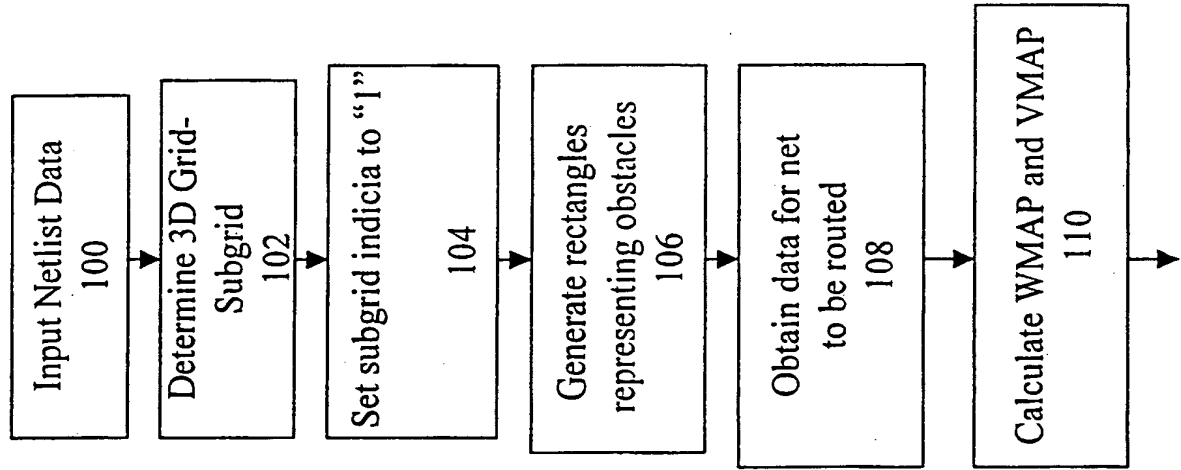 Input Netlist Data
100
Determine 3D Grid-
Subgrid
102
Set subgrid indicia to “1”
104
Generate rectangles
representing obstacles
106
Obtain data for net
to be routed
108
Calculate WMAP and VMAP
110